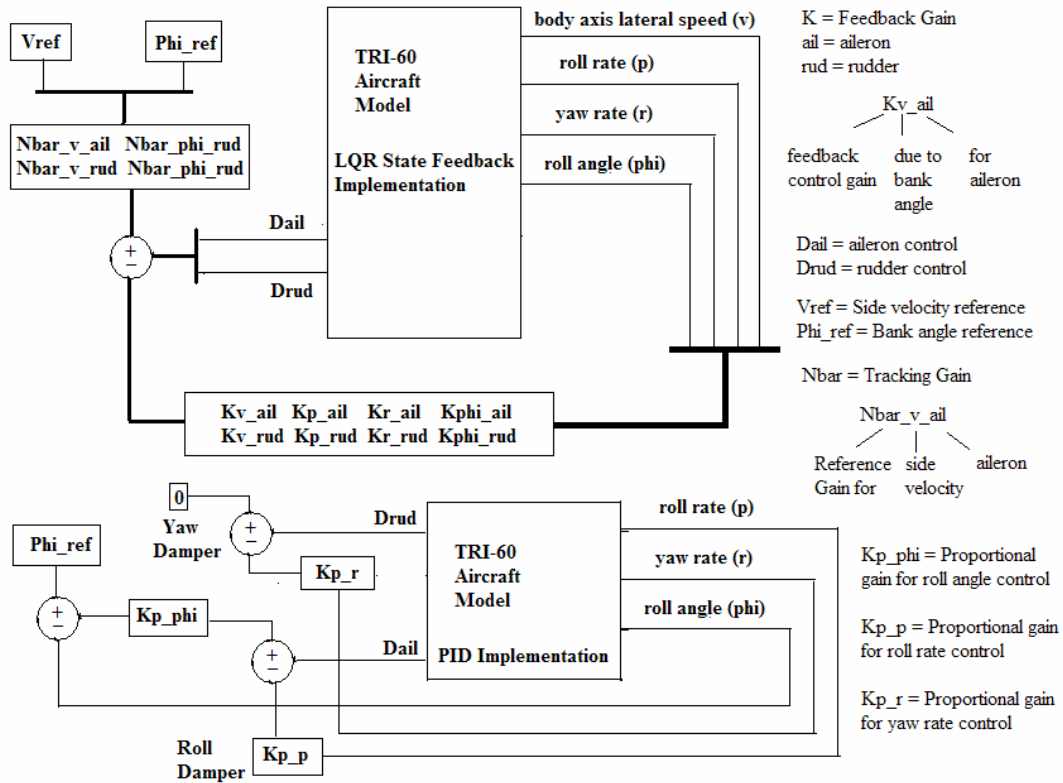 Vref
Phi_ref
Nbar_v_ail Nbar_phi_rud
Nbar_v_rud Nbar_phi_rud
+
−
Dail
Drud
TRI-60
Aircraft
Model
LQR State Feedback
Implementation
body axis lateral speed (v)
roll rate (p)
yaw rate (r)
roll angle (phi)
Kv_ail Kp_ail Kr_ail Kphi_ail
Kv_rud Kp_rud Kr_rud Kphi_rud
K = Feedback Gain
ail = aileron
rud = rudder
Kv_ail
feedback
control gain
due to
bank
angle
for
aileron
Dail = aileron control
Drud = rudder control
Vref = Side velocity reference
Phi_ref = Bank angle reference
Nbar = Tracking Gain
Nbar_v_ail
Reference
Gain for
side
velocity
aileron
0
Yaw
Damper
+
−
Drud
Kp_r
Phi_ref
+
−
Kp_phi
+
−
Dail
TRI-60
Aircraft
Model
PID Implementation
roll rate (p)
yaw rate (r)
roll angle (phi)
Roll
Damper
Kp_p
Kp_phi = Proportional
gain for roll angle control
Kp_p = Proportional gain
for roll rate control
Kp_r = Proportional gain
for yaw rate control